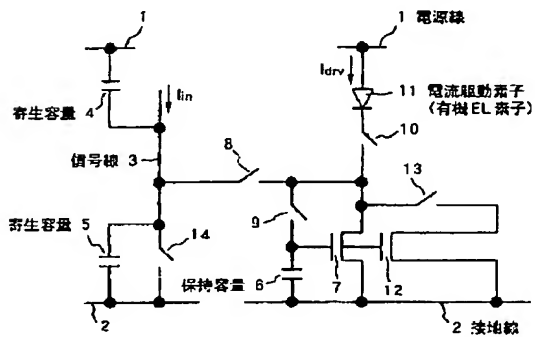 1
1 電源線
Idrv
11 電流駆動素子
(有機EL素子)
Iin
寄生容量 4
10
信号線 3
8
13
9
寄生容量
5
14
保持容量 6
7
12
2
2 接地線